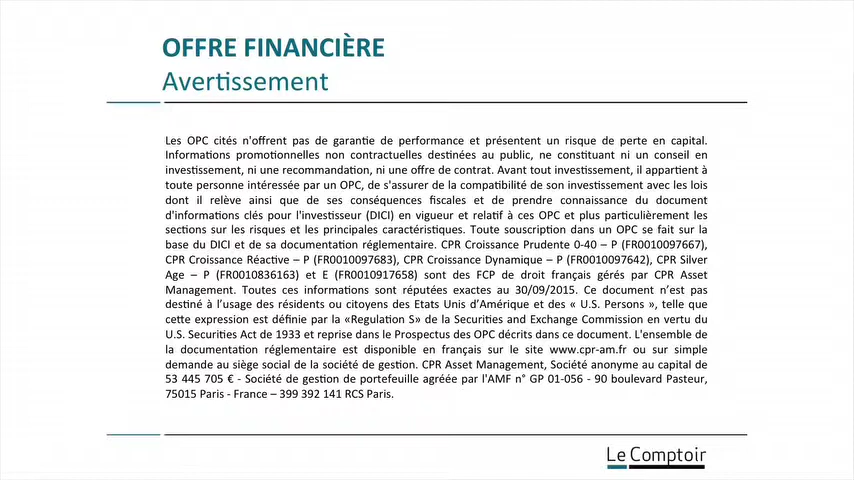 OFFRE FINANCIÈRE
Avertissement
Les OPC cités n'offrent pas de garantie de performance et présentent un risque de perte en capital.
Informations promotionnelles non contractuelles destinées au public, ne constituant ni un conseil en
investissement, ni une recommandation, ni une offre de contrat. Avant tout investissement, il appartient à
toute personne intéressée par un OPC, de s'assurer de la compatibilité de son investissement avec les lois
dont il relève ainsi que de ses conséquences fiscales et de prendre connaissance du document
d'informations clés pour l'investisseur (DICI) en vigueur et relatif à ces OPC et plus particulièrement les
sections sur les risques et les principales caractéristiques. Toute souscription dans un OPC se fait sur la
base du DICI et de sa documentation réglementaire. CPR Croissance Prudente 0-40 – P (FR0010097667),
CPR Croissance Réactive – P (FR0010097683), CPR Croissance Dynamique – P (FR0010097642), CPR Silver
Age – P (FR0010836163) et E (FR0010917658) sont des FCP de droit français gérés par CPR Asset
Management. Toutes ces informations sont réputées exactes au 30/09/2015. Ce document n'est pas
destiné à l'usage des résidents ou citoyens des Etats Unis d'Amérique et des « U.S. Persons », telle que
cette expression est définie par la «Regulation S» de la Securities and Exchange Commission en vertu du
U.S. Securities Act de 1933 et reprise dans le Prospectus des OPC décrits dans ce document. L'ensemble de
la documentation réglementaire est disponible en français sur le site www.cpr-am.fr ou sur simple
demande au siège social de la société de gestion. CPR Asset Management, Société anonyme au capital de
53 445 705 € - Société de gestion de portefeuille agréée par l'AMF n° GP 01-056 - 90 boulevard Pasteur,
75015 Paris - France – 399 392 141 RCS Paris.
Le Comptoir